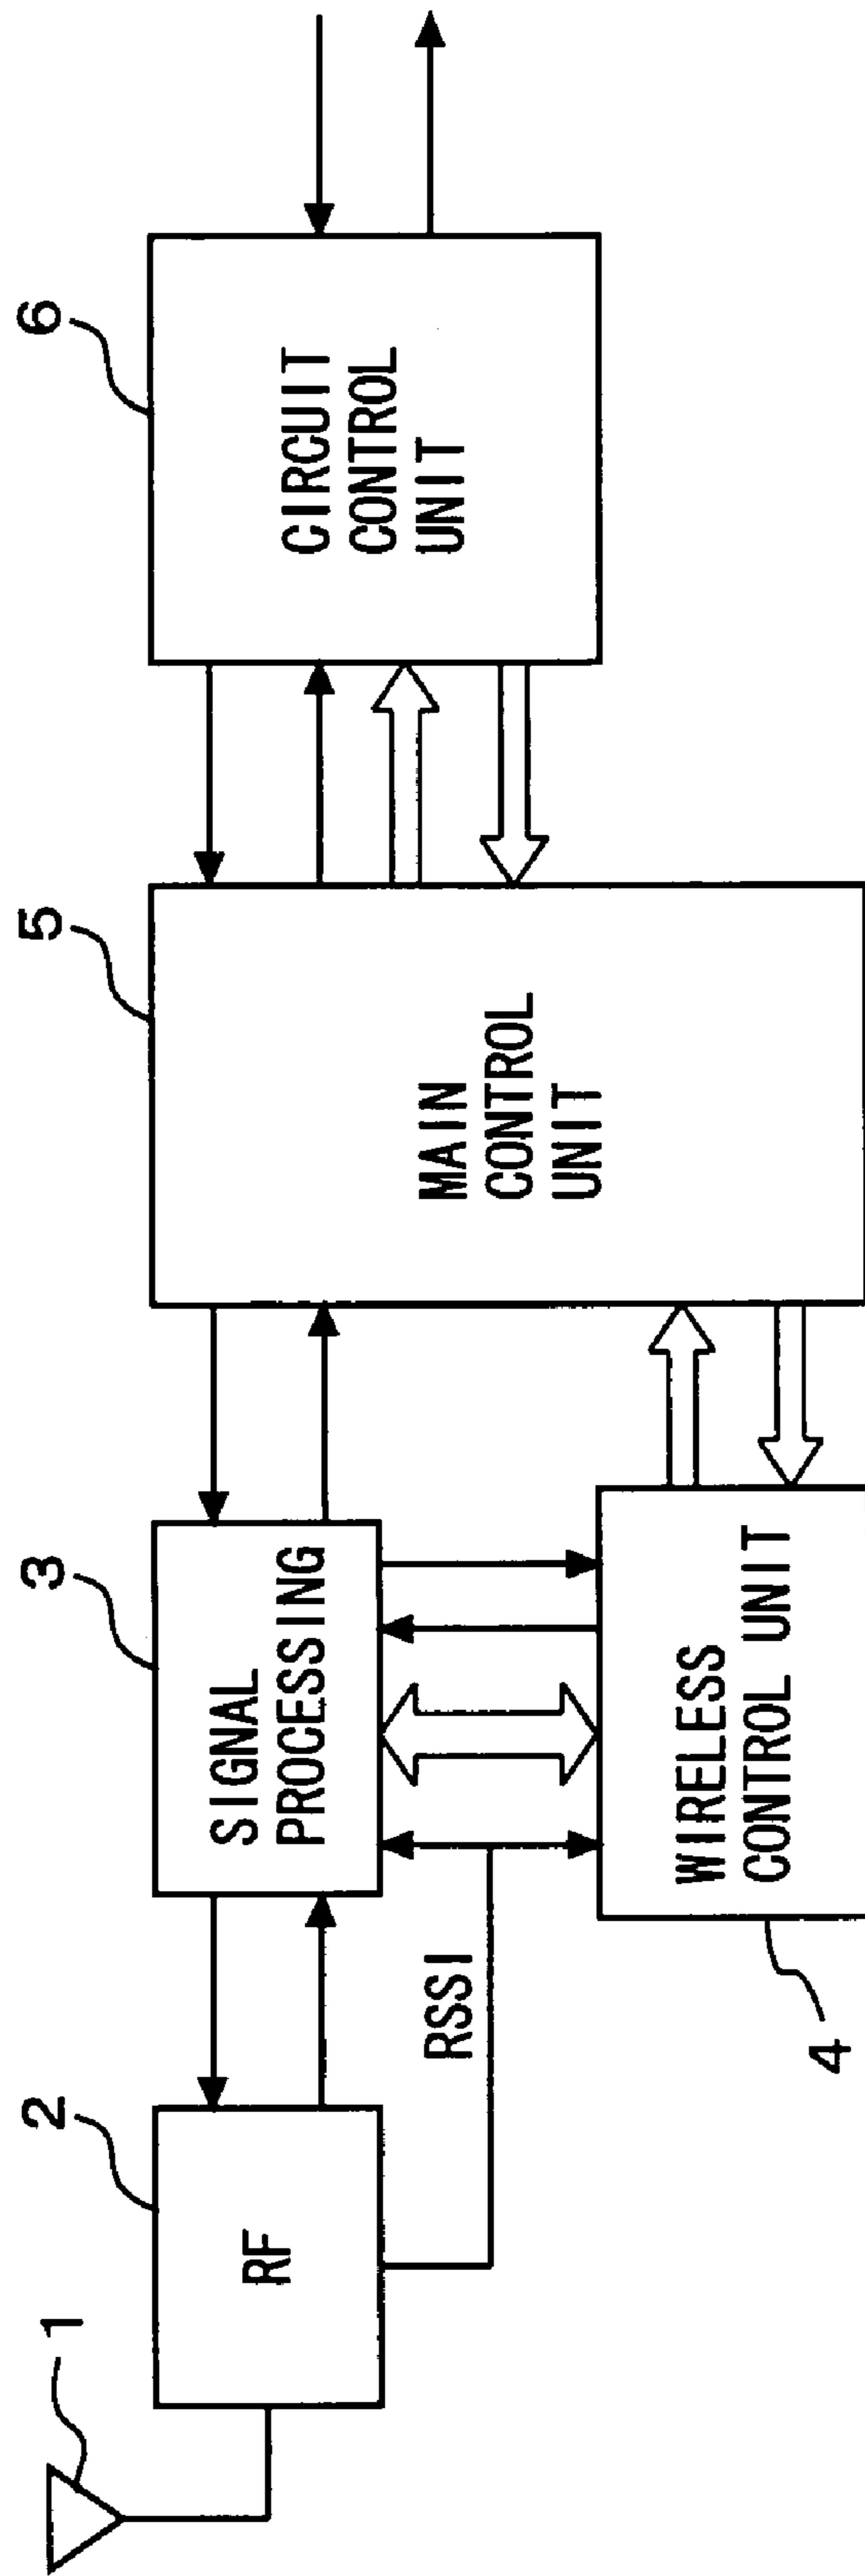 1
2
RF
RSSI
3
SIGNAL
PROCESSING
4
WIRELESS
CONTROL UNIT
5
MAIN
CONTROL
UNIT
6
CIRCUIT
CONTROL
UNIT